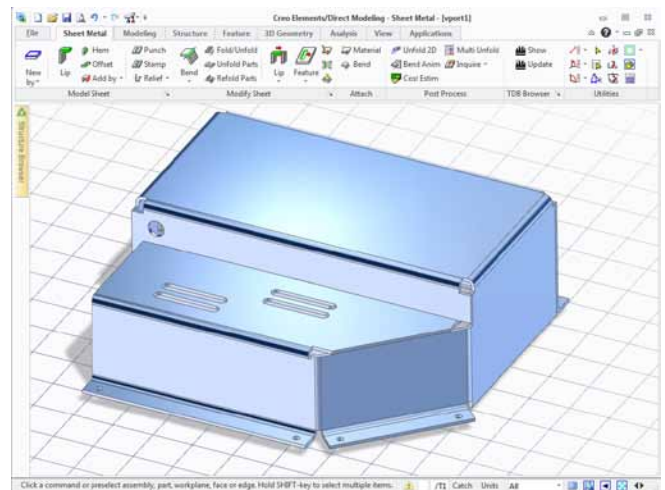 Creo Elements/Direct Modeling - Sheet Metal - [vport1]
File Sheet Metal Modeling Structure Feature 3D Geometry Analysis View Applications
Hem Punch Fold/Unfold Material Unfold 2D Multi Unfold Show
Offset Stamp Unfold Parts Bend Bend Anim Inquire Update
New by Lip Add by Lr Relief Bend Refold Parts Lip Feature Cost Estim
Model Sheet Modify Sheet Attach Post Process TDB Browser Utilities
Structure Browser
Click a command or preselect assembly, part, workplane, face or edge. Hold SHIFT-key to select multiple items. /T1 Catch Units All